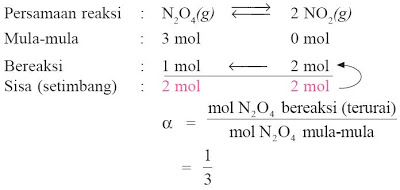 Persamaan reaksi : N₂O₄(g) ⇌ 2 NO₂(g)
Mula-mula : 3 mol 0 mol
Bereaksi : 1 mol ← 2 mol
Sisa (setimbang) : 2 mol 2 mol
α = mol N₂O₄ bereaksi (terurai)
mol N₂O₄ mula-mula
= 1
3